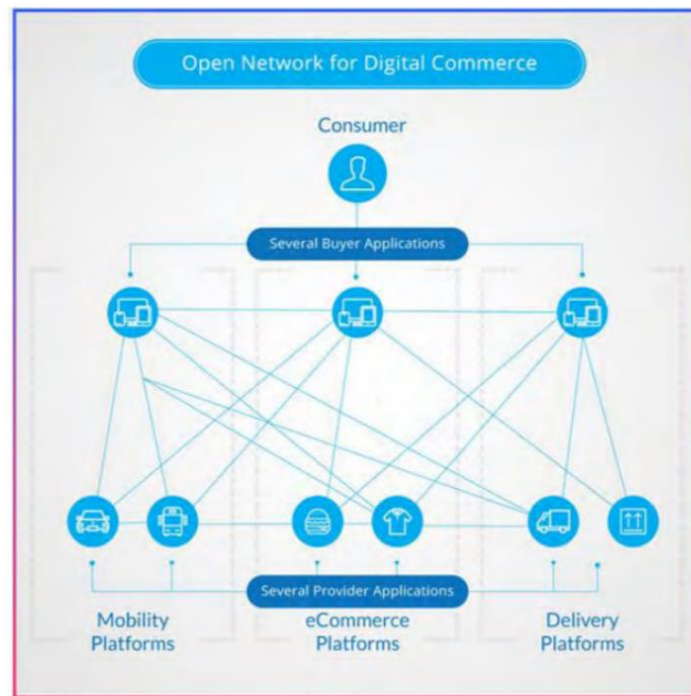 Open Network for Digital Commerce
Consumer
Several Buyer Applications
Several Provider Applications
Mobility
Platforms
eCommerce
Platforms
Delivery
Platforms